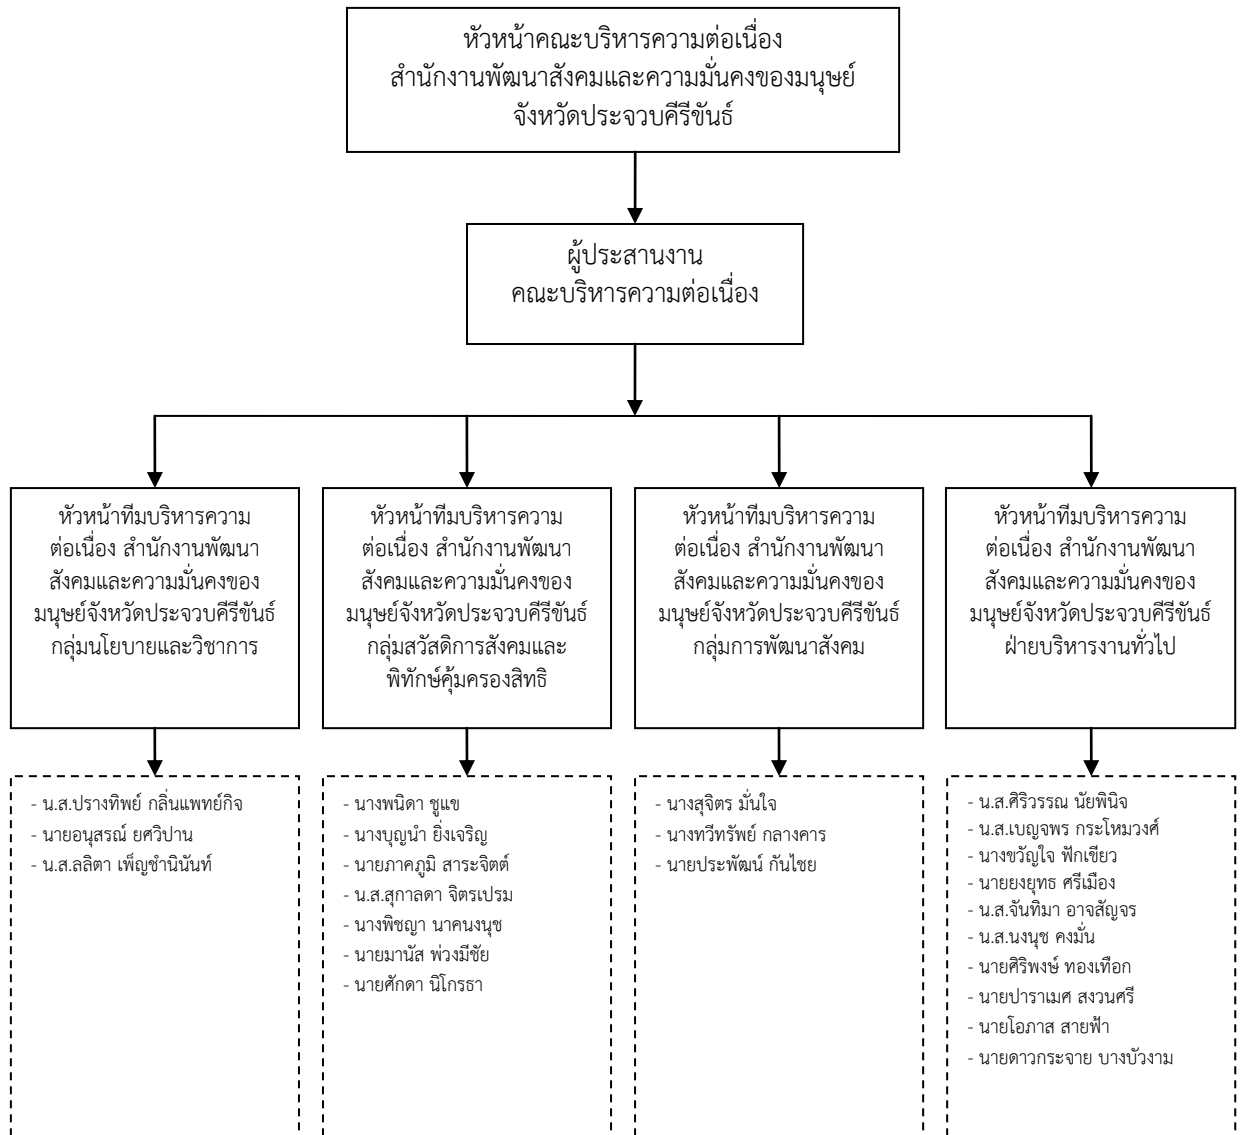 หัวหน้าคณะบริหารความต่อเนื่อง
สำนักงานพัฒนาสังคมและความมั่นคงของมนุษย์
จังหวัดประจวบคีรีขันธ์
ผู้ประสานงาน
คณะบริหารความต่อเนื่อง
หัวหน้าทีมบริหารความ
ต่อเนื่อง สำนักงานพัฒนา
สังคมและความมั่นคงของ
มนุษย์จังหวัดประจวบคีรีขันธ์
กลุ่มนโยบายและวิชาการ
หัวหน้าทีมบริหารความ
ต่อเนื่อง สำนักงานพัฒนา
สังคมและความมั่นคงของ
มนุษย์จังหวัดประจวบคีรีขันธ์
กลุ่มสวัสดิการสังคมและ
พิทักษ์คุ้มครองสิทธิ
หัวหน้าทีมบริหารความ
ต่อเนื่อง สำนักงานพัฒนา
สังคมและความมั่นคงของ
มนุษย์จังหวัดประจวบคีรีขันธ์
กลุ่มการพัฒนาสังคม
หัวหน้าทีมบริหารความ
ต่อเนื่อง สำนักงานพัฒนา
สังคมและความมั่นคงของ
มนุษย์จังหวัดประจวบคีรีขันธ์
ฝ่ายบริหารงานทั่วไป
- น.ส.ปรางทิพย์ กลิ่นแพทย์กิจ
- นายอนุสรณ์ ยศวิปาน
- น.ส.ลลิตา เพ็ญชำนินันท์
- นางพนิดา ชูแข
- นางบุญนำ ยิ่งเจริญ
- นายภาคภูมิ สาระจิตต์
- น.ส.สุกาลดา จิตรเปรม
- นางพิชญา นาคนงนุช
- นายมานัส พ่วงมีชัย
- นายศักดา นิโกรธา
- นางสุจิตร มั่นใจ
- นางทวีทรัพย์ กลางคาร
- นายประพัฒน์ กันไชย
- น.ส.ศิริวรรณ นัยพินิจ
- น.ส.เบญจพร กระโหมวงศ์
- นางขวัญใจ ฟักเขียว
- นายยงยุทธ ศรีเมือง
- น.ส.จันทิมา อาจสัญจร
- น.ส.นงนุช คงมั่น
- นายศิริพงษ์ ทองเทือก
- นายปาราเมศ สงวนศรี
- นายโอภาส สายฟ้า
- นายดาวกระจาย บางบัวงาม